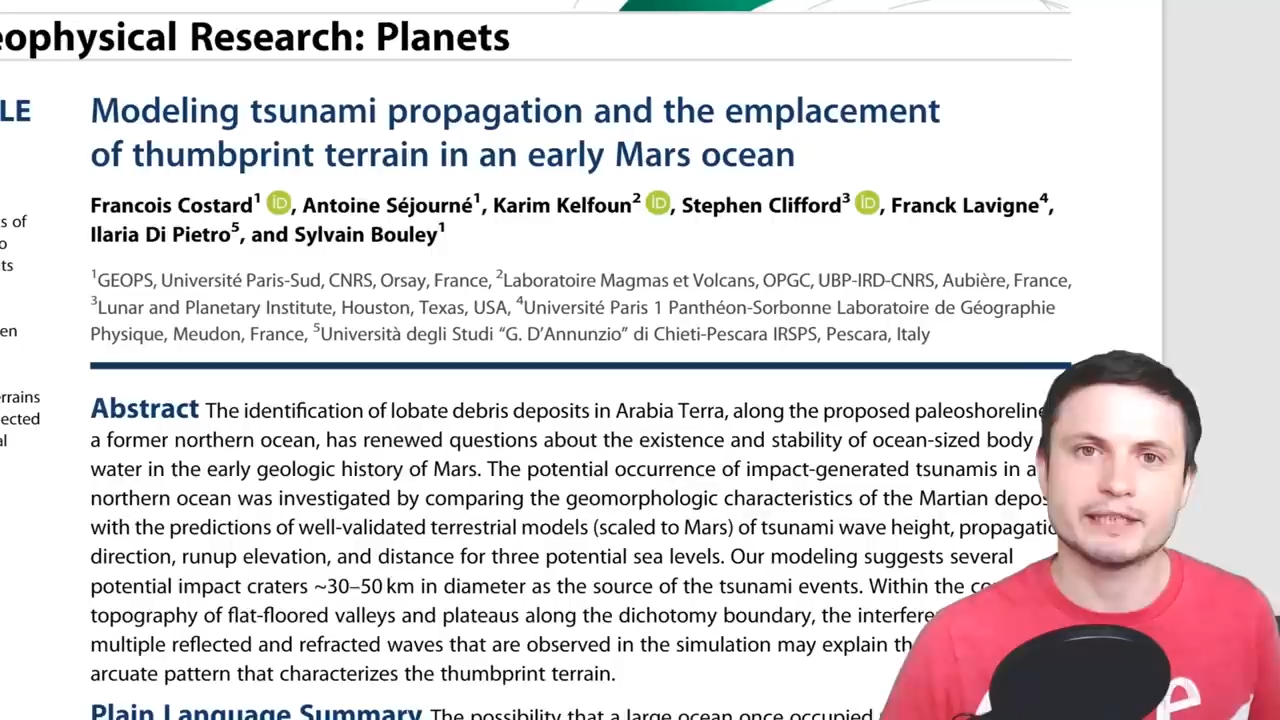 eophysical Research: Planets
LE
Modeling tsunami propagation and the emplacement
of thumbprint terrain in an early Mars ocean
Francois Costard1 iD, Antoine Séjourné1, Karim Kelfoun2 iD, Stephen Clifford3 iD, Franck Lavigne4,
Ilaria Di Pietro5, and Sylvain Bouley1
1GEOPS, Université Paris-Sud, CNRS, Orsay, France, 2Laboratoire Magmas et Volcans, OPGC, UBP-IRD-CNRS, Aubière, France,
3Lunar and Planetary Institute, Houston, Texas, USA, 4Université Paris 1 Panthéon-Sorbonne Laboratoire de Géographie
Physique, Meudon, France, 5Università degli Studi “G. D’Annunzio” di Chieti-Pescara IRSPS, Pescara, Italy
s of
o
ts
en
rrains
ected
al
Abstract The identification of lobate debris deposits in Arabia Terra, along the proposed paleoshoreline
a former northern ocean, has renewed questions about the existence and stability of ocean-sized body
water in the early geologic history of Mars. The potential occurrence of impact-generated tsunamis in a
northern ocean was investigated by comparing the geomorphologic characteristics of the Martian depos
with the predictions of well-validated terrestrial models (scaled to Mars) of tsunami wave height, propagatio
direction, runup elevation, and distance for three potential sea levels. Our modeling suggests several
potential impact craters ~30–50 km in diameter as the source of the tsunami events. Within the co
topography of flat-floored valleys and plateaus along the dichotomy boundary, the interfere
multiple reflected and refracted waves that are observed in the simulation may explain th
arcuate pattern that characterizes the thumbprint terrain.
Plain Language Summary The possibility that a large ocean once occupied